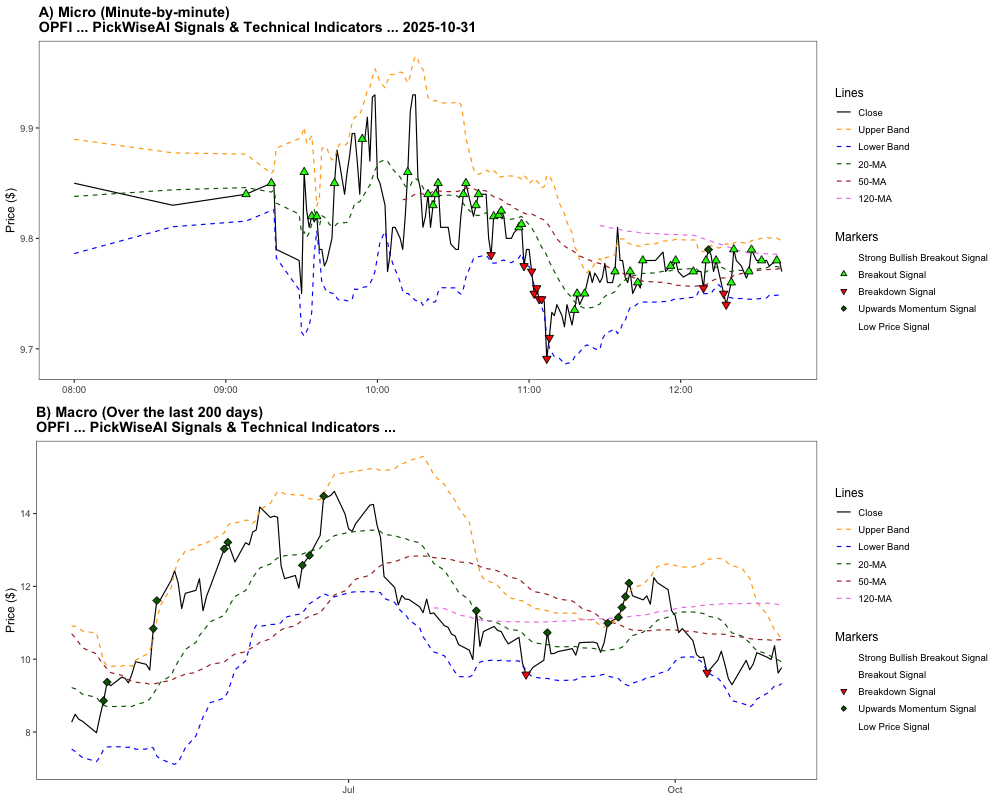 A) Micro (Minute-by-minute)
OPFI ... PickWiseAI Signals & Technical Indicators ... 2025-10-31
Price ($)
9.9
9.8
9.7
08:00
09:00
10:00
11:00
12:00
Lines
Close
Upper Band
Lower Band
20-MA
50-MA
120-MA
Markers
Strong Bullish Breakout Signal
Breakout Signal
Breakdown Signal
Upwards Momentum Signal
Low Price Signal
B) Macro (Over the last 200 days)
OPFI ... PickWiseAI Signals & Technical Indicators ...
Price ($)
14
12
10
8
Jul
Oct
Lines
Close
Upper Band
Lower Band
20-MA
50-MA
120-MA
Markers
Strong Bullish Breakout Signal
Breakout Signal
Breakdown Signal
Upwards Momentum Signal
Low Price Signal